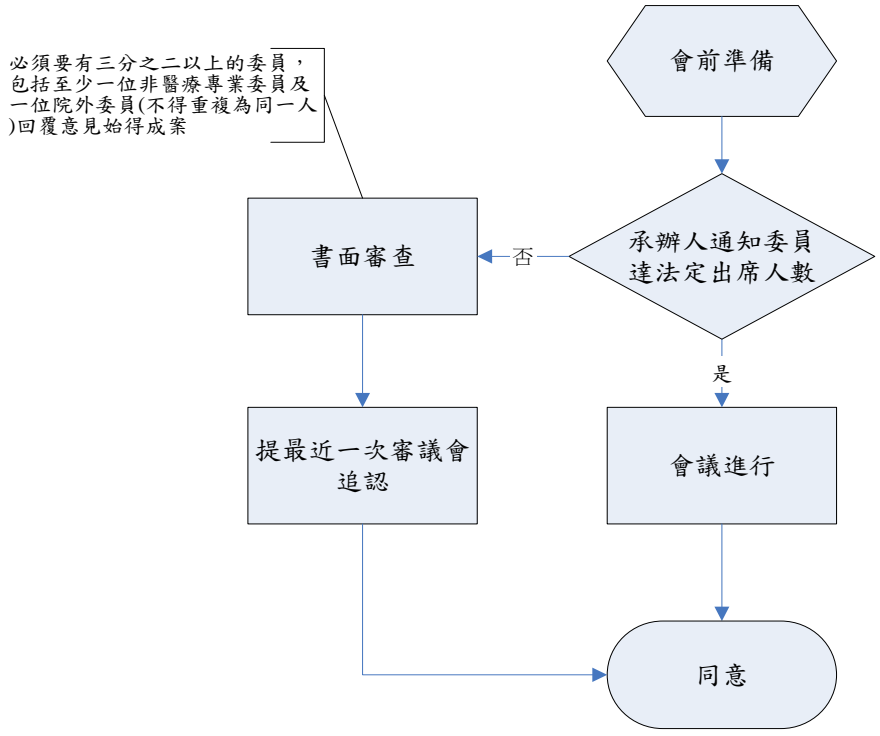 會前準備
必須要有三分之二以上的委員，
包括至少一位非醫療專業委員及
一位院外委員(不得重複為同一人
)回覆意見始得成案
承辦人通知委員
達法定出席人數
否
書面審查
是
提最近一次審議會
追認
會議進行
同意